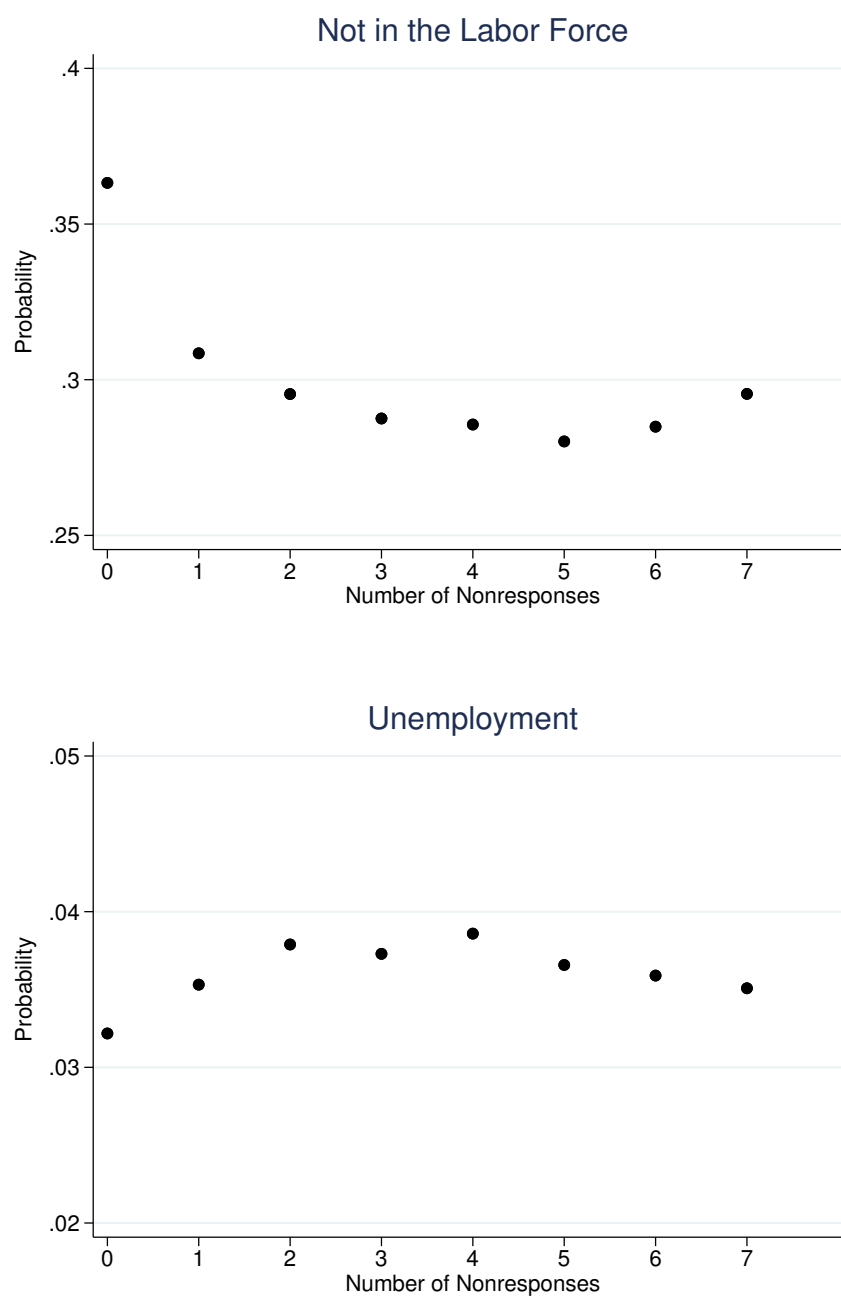 Not in the Labor Force
.4
.35
.3
.25
Probability
0 1 2 3 4 5 6 7
Number of Nonresponses
Unemployment
.05
.04
.03
.02
Probability
0 1 2 3 4 5 6 7
Number of Nonresponses